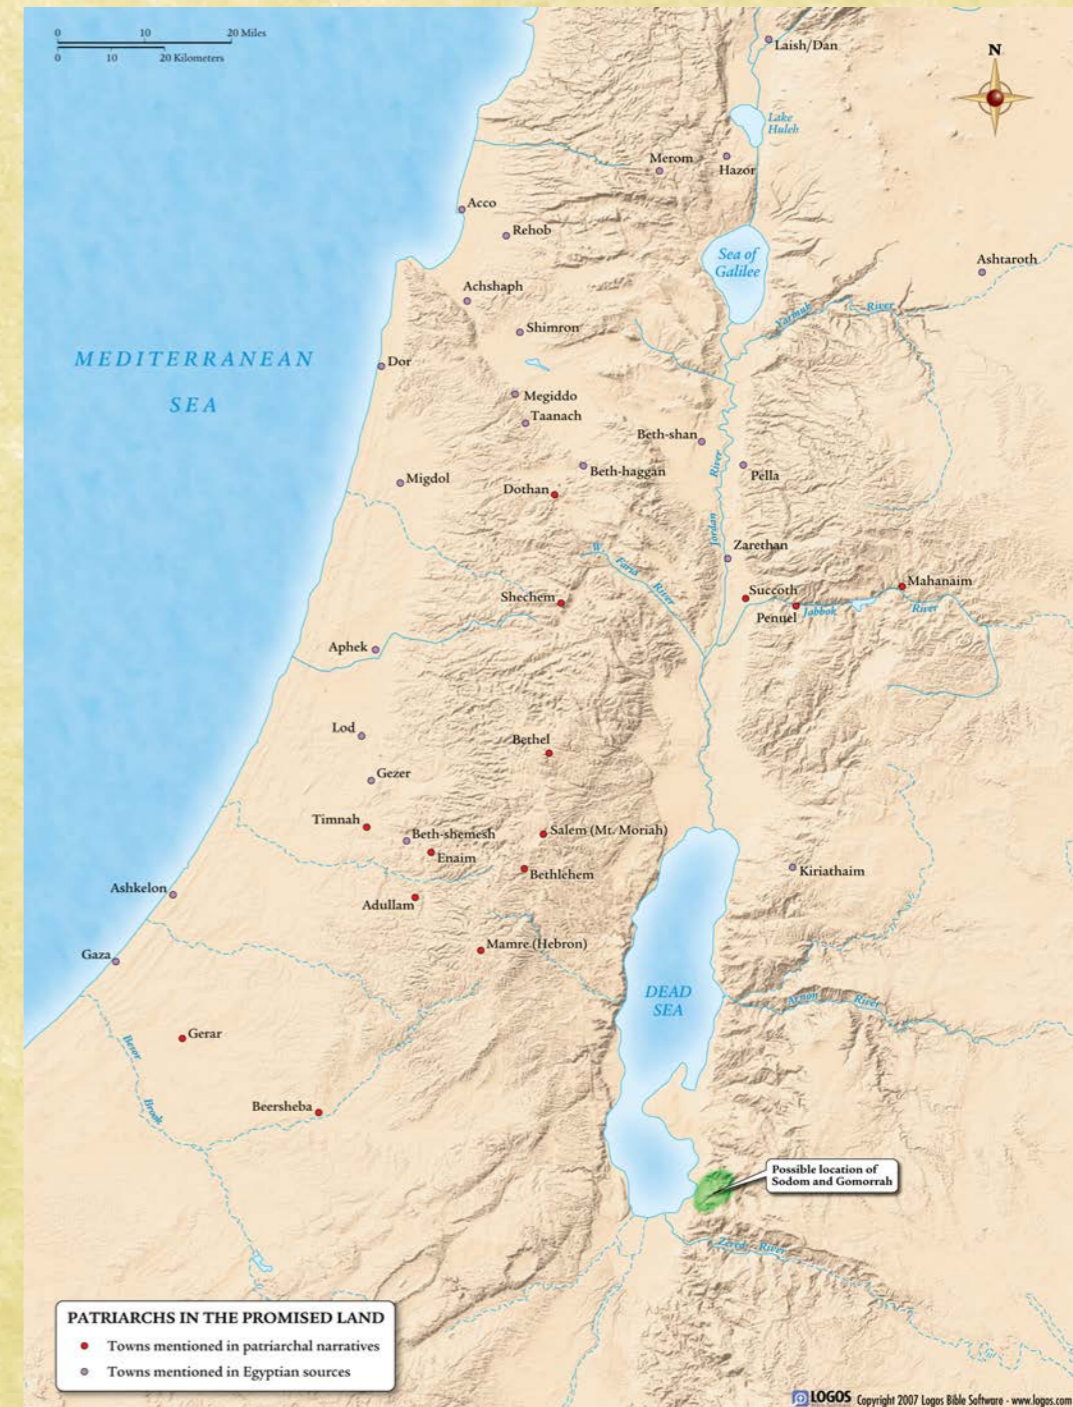 0 10 20 Miles
0 10 20 Kilometers
N
Laish/Dan
Lake
Huleh
Merom
Hazor
Acco
Rehob
Sea of
Galilee
Ashtaroth
Achshaph
Yarmuk River
Shimron
MEDITERRANEAN
SEA
Dor
Megiddo
Taanach
Beth-shan
Beth-haggan
Pella
Migdol
Dothan
Jordan River
Zarethan
W. Faria River
Mahanaim
Shechem
Succoth
Penuel
Jabbok River
Aphek
Lod
Bethel
Gezer
Timnah
Salem (Mt. Moriah)
Beth-shemesh
Enaim
Bethlehem
Kiriathaim
Ashkelon
Adullam
Mamre (Hebron)
Gaza
DEAD
SEA
Arnon River
Gerar
Besor Brook
Beersheba
Possible location of
Sodom and Gomorrah
Zered River
PATRIARCHS IN THE PROMISED LAND
Towns mentioned in patriarchal narratives
Towns mentioned in Egyptian sources
LOGOS Copyright 2007 Logos Bible Software - www.logos.com